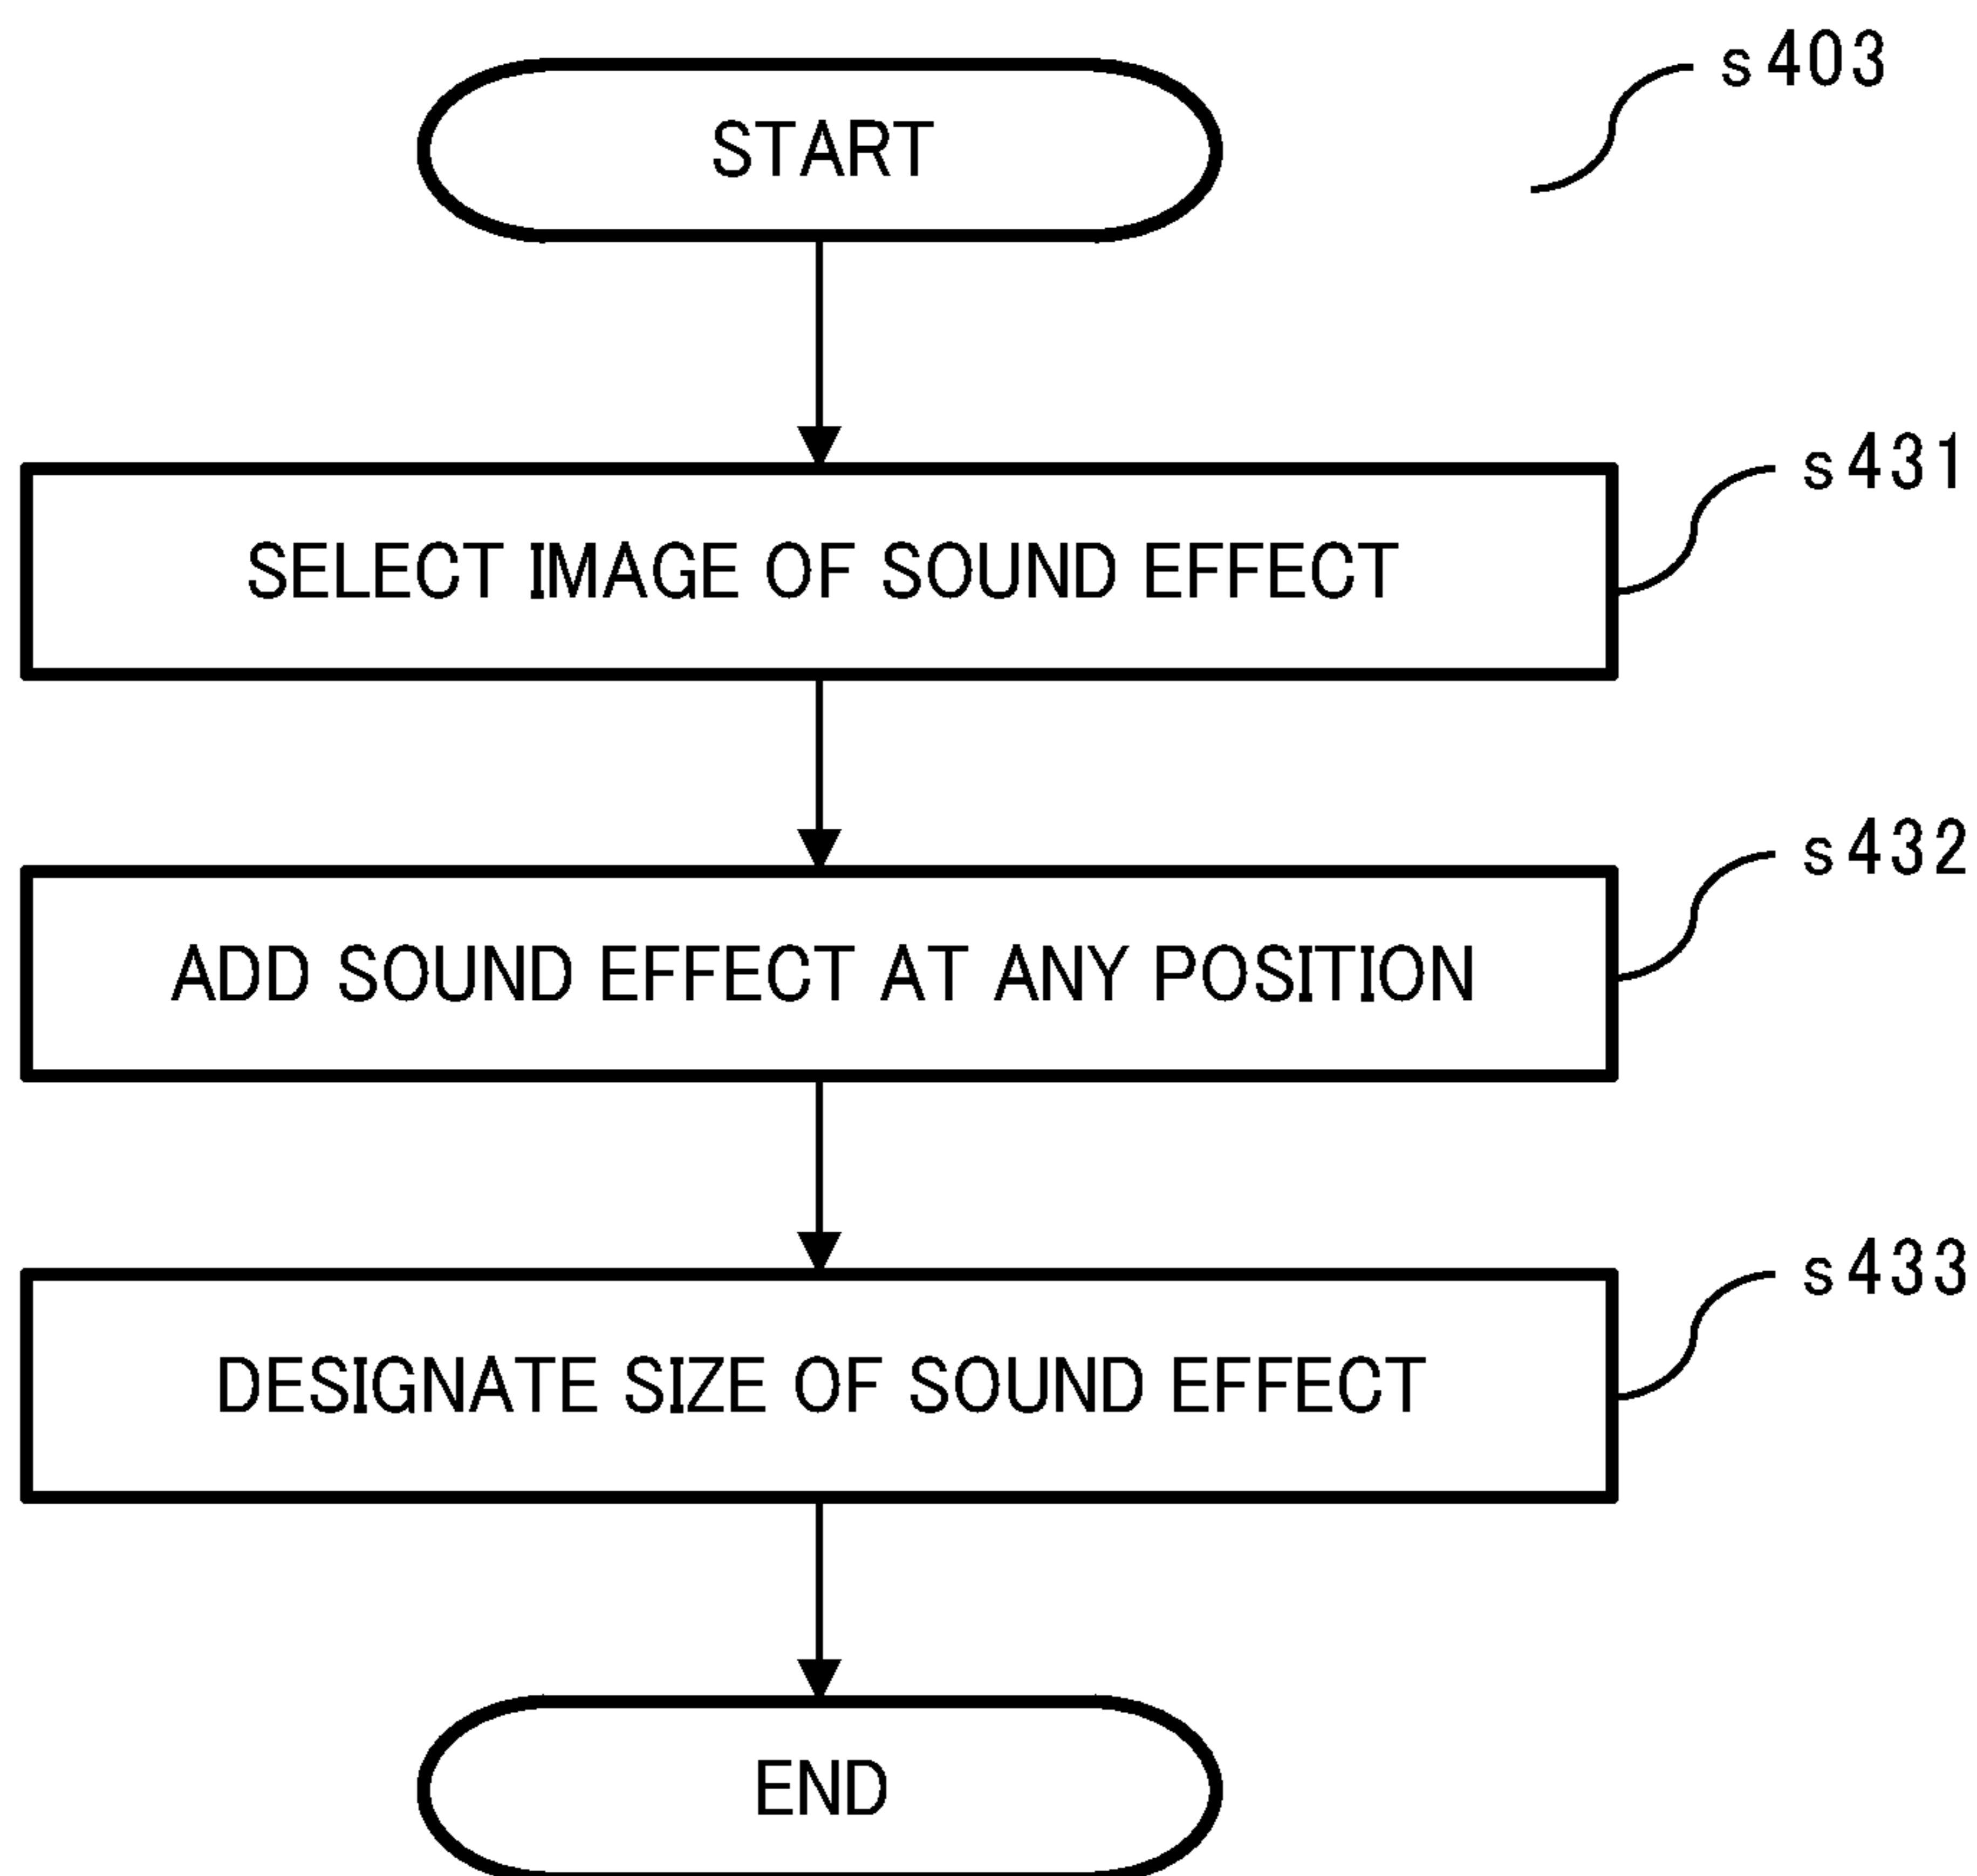 START
s403
SELECT IMAGE OF SOUND EFFECT
s431
ADD SOUND EFFECT AT ANY POSITION
s432
DESIGNATE SIZE OF SOUND EFFECT
s433
END